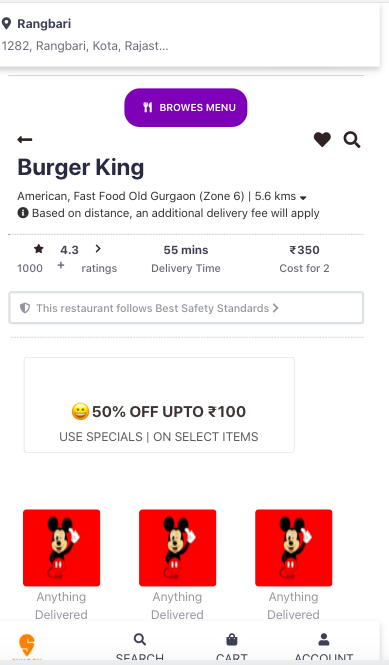 Rangbari
1282, Rangbari, Kota, Rajast...
BROWES MENU
Burger King
American, Fast Food Old Gurgaon (Zone 6) | 5.6 kms
Based on distance, an additional delivery fee will apply
4.3 55 mins ₹350
1000 + ratings Delivery Time Cost for 2
This restaurant follows Best Safety Standards
😀50% OFF UPTO ₹100
USE SPECIALS | ON SELECT ITEMS
Anything Anything Anything
Delivered Delivered Delivered
SEARCH CART ACCOUNT